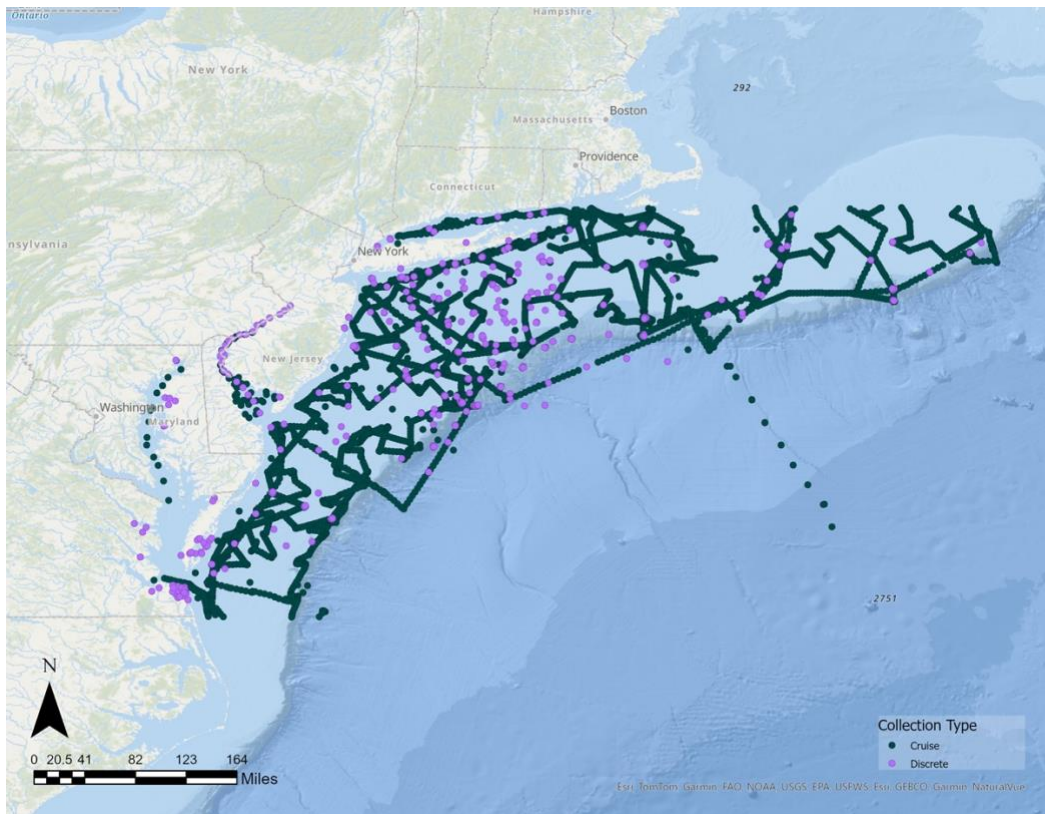 Ontario
Hampshire
New York
292
Boston
Massachusetts
Providence
Connecticut
nsylvania
New York
New Jersey
Washington
Maryland
2751
N
0 20.5 41 82 123 164
Miles
Collection Type
Cruise
Discrete
Esri, TomTom, Garmin, FAO, NOAA, USGS, EPA, USFWS, Esri, GEBCO, Garmin, NaturalVue